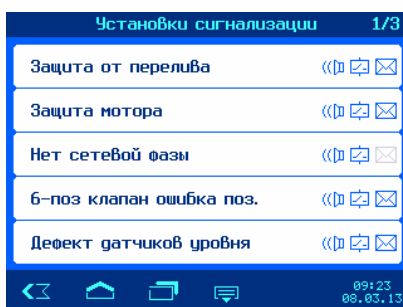 Установки сигнализации 1/3
Защита от перелива
Защита мотора
Нет сетевой фазы
6-поз клапан ошибка поз.
Дефект датчиков уровня
09:23
08.03.13